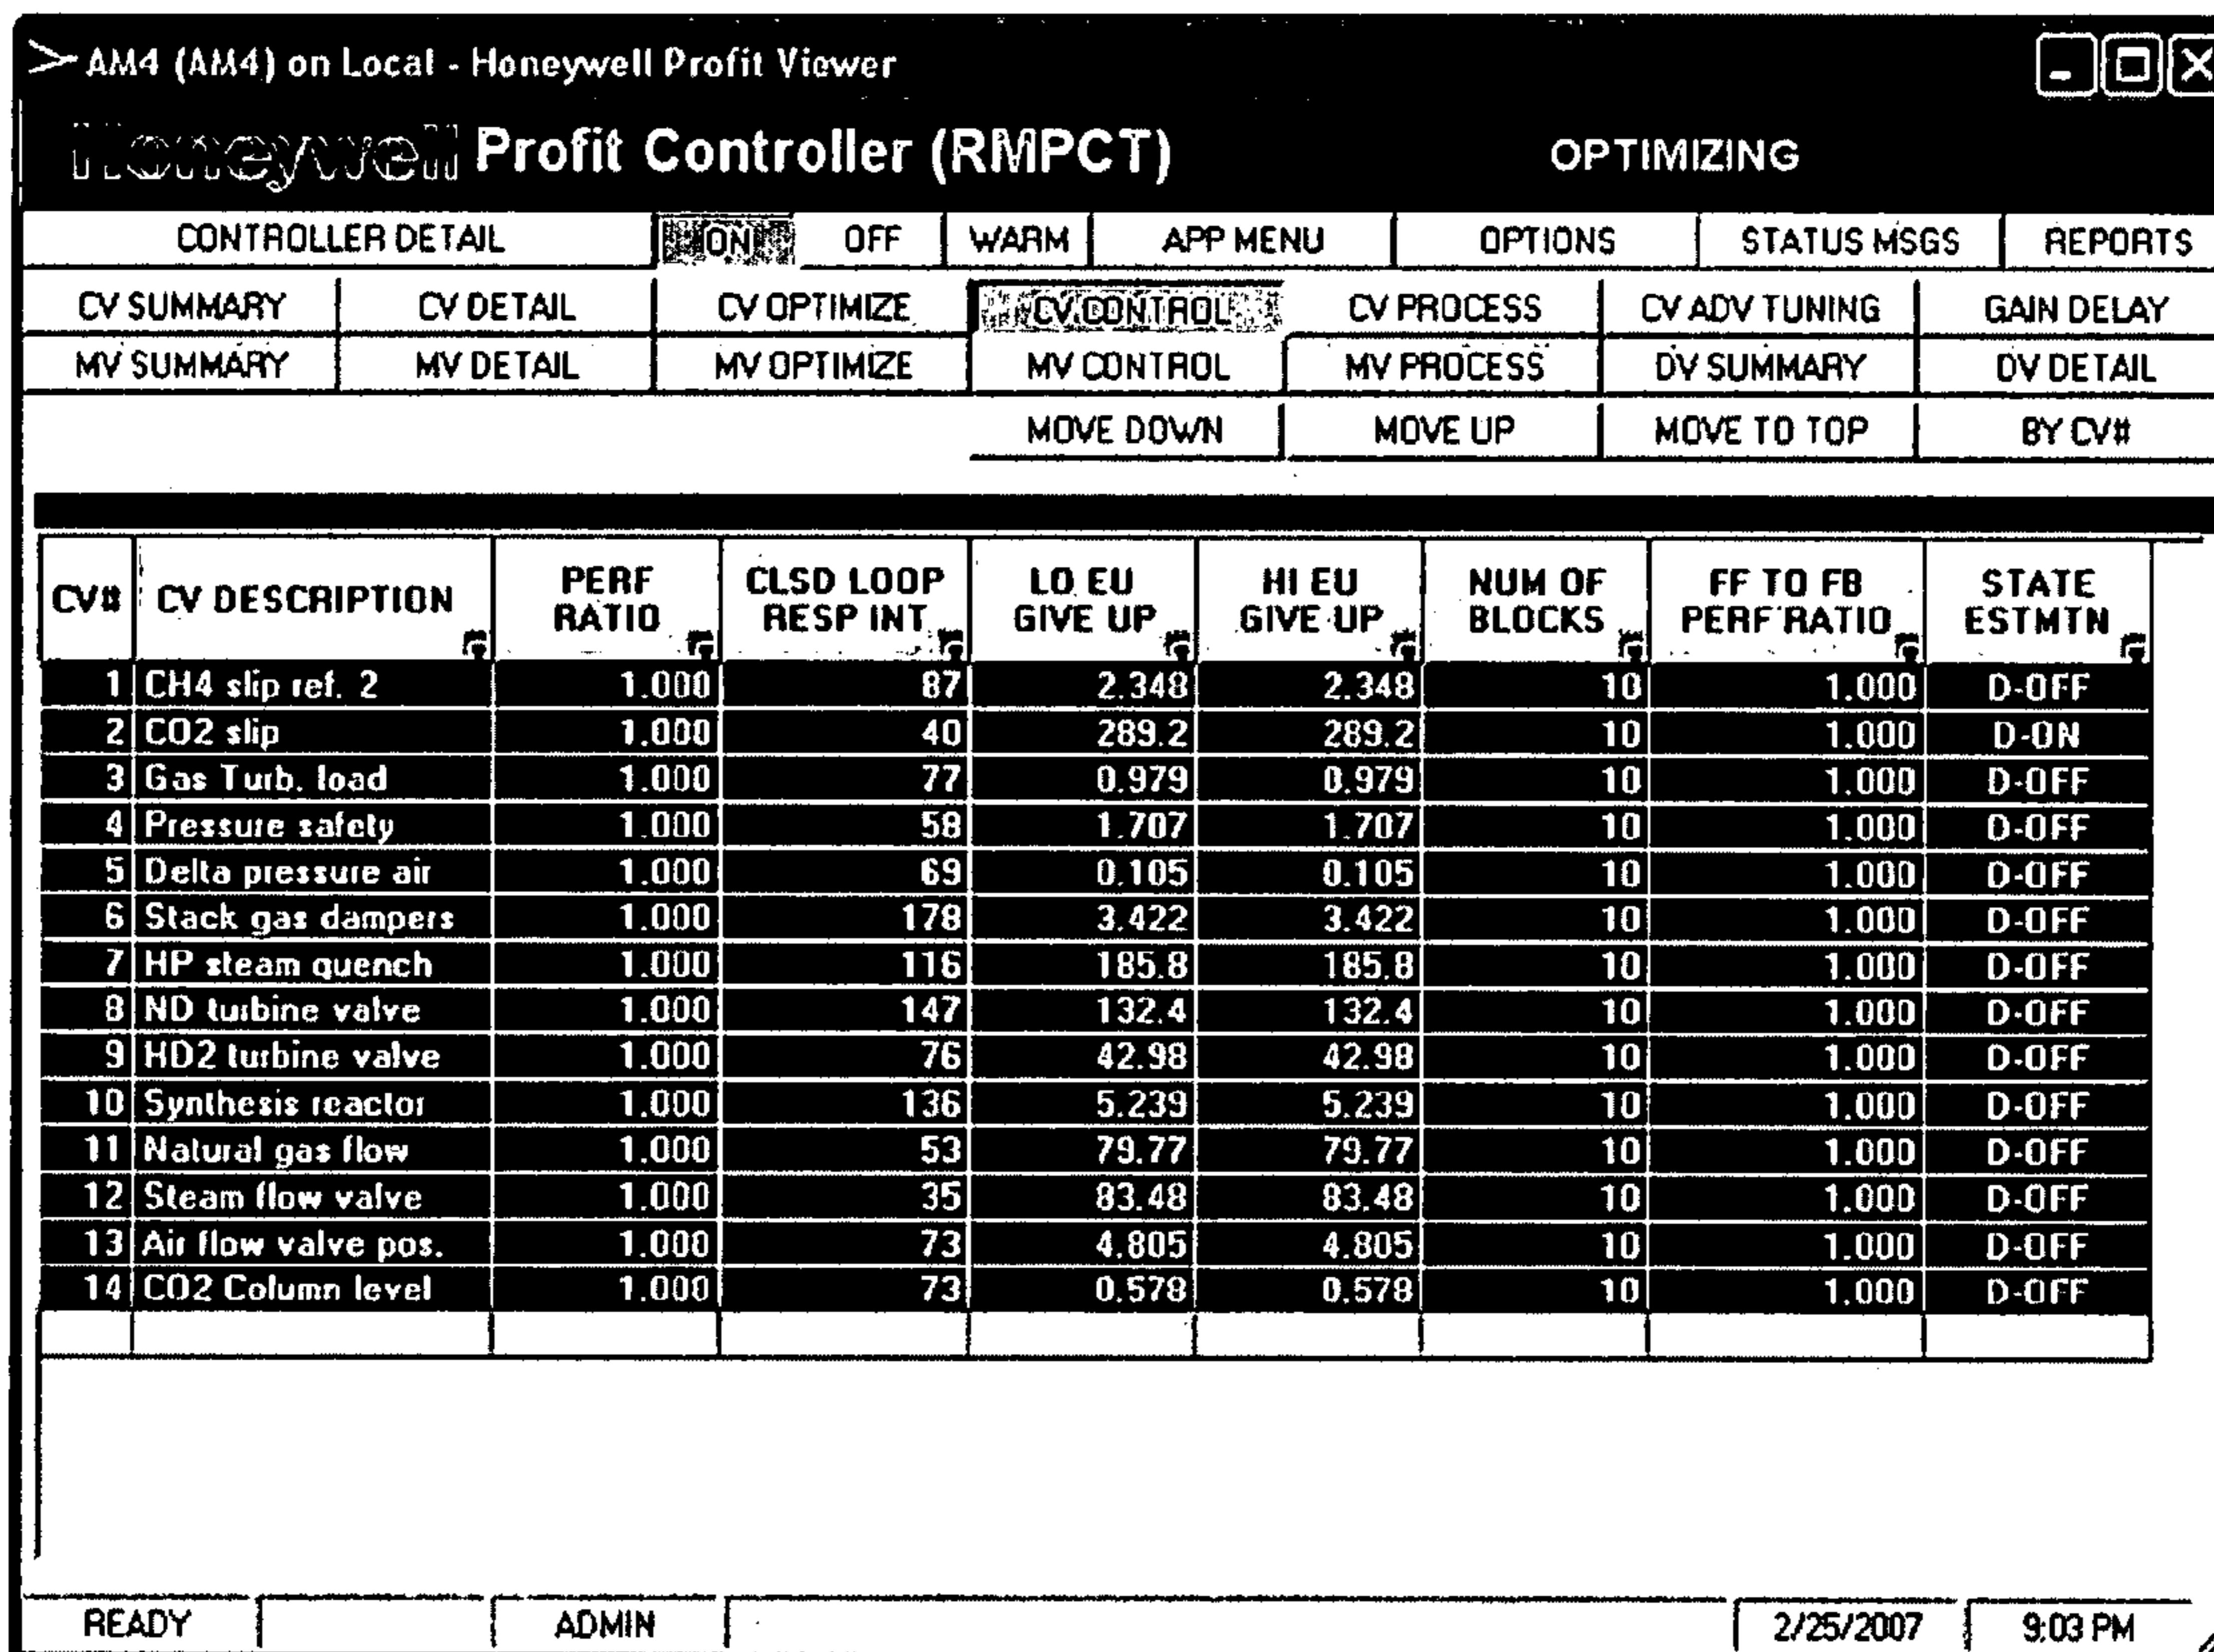 AM4 (AM4) on Local - Honeywell Profit Viewer
Honeywell Profit Controller (RMPCT) OPTIMIZING
CONTROLLER DETAIL ON OFF WARM APP MENU OPTIONS STATUS MSGS REPORTS
CV SUMMARY CV DETAIL CV OPTIMIZE CV CONTROL CV PROCESS CV ADV TUNING GAIN DELAY
MV SUMMARY MV DETAIL MV OPTIMIZE MV CONTROL MV PROCESS DV SUMMARY DV DETAIL
MOVE DOWN MOVE UP MOVE TO TOP BY CV#
CV# CV DESCRIPTION PERF RATIO CLSD LOOP RESP INT LO EU GIVE UP HI EU GIVE UP NUM OF BLOCKS FF TO FB PERF RATIO STATE ESTMTN
1 CH4 slip ref. 2 1.000 87 2.348 2.348 10 1.000 D-OFF
2 CO2 slip 1.000 40 289.2 289.2 10 1.000 D-ON
3 Gas Turb. load 1.000 77 0.979 0.979 10 1.000 D-OFF
4 Pressure safety 1.000 58 1.707 1.707 10 1.000 D-OFF
5 Delta pressure air 1.000 69 0.105 0.105 10 1.000 D-OFF
6 Stack gas dampers 1.000 178 3.422 3.422 10 1.000 D-OFF
7 HP steam quench 1.000 116 185.8 185.8 10 1.000 D-OFF
8 ND turbine valve 1.000 147 132.4 132.4 10 1.000 D-OFF
9 HD2 turbine valve 1.000 76 42.98 42.98 10 1.000 D-OFF
10 Synthesis reactor 1.000 136 5.239 5.239 10 1.000 D-OFF
11 Natural gas flow 1.000 53 79.77 79.77 10 1.000 D-OFF
12 Steam flow valve 1.000 35 83.48 83.48 10 1.000 D-OFF
13 Air flow valve pos. 1.000 73 4.805 4.805 10 1.000 D-OFF
14 CO2 Column level 1.000 73 0.578 0.578 10 1.000 D-OFF
READY ADMIN 2/25/2007 9:03 PM